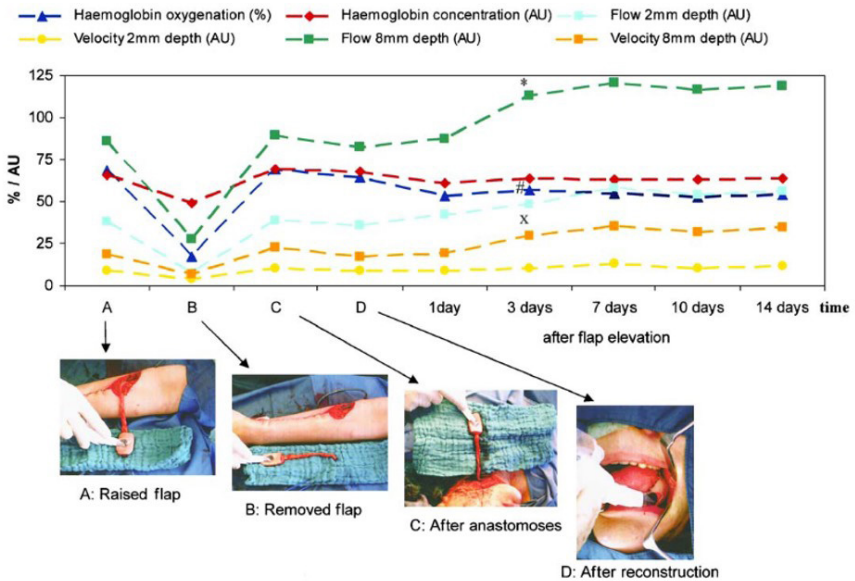 Haemoglobin oxygenation (%) Haemoglobin concentration (AU) Flow 2mm depth (AU)
Velocity 2mm depth (AU) Flow 8mm depth (AU) Velocity 8mm depth (AU)
125
100
75
50
25
0
% / AU
*
#
x
A B C D 1day 3 days 7 days 10 days 14 days time
after flap elevation
A: Raised flap
B: Removed flap
C: After anastomoses
D: After reconstruction